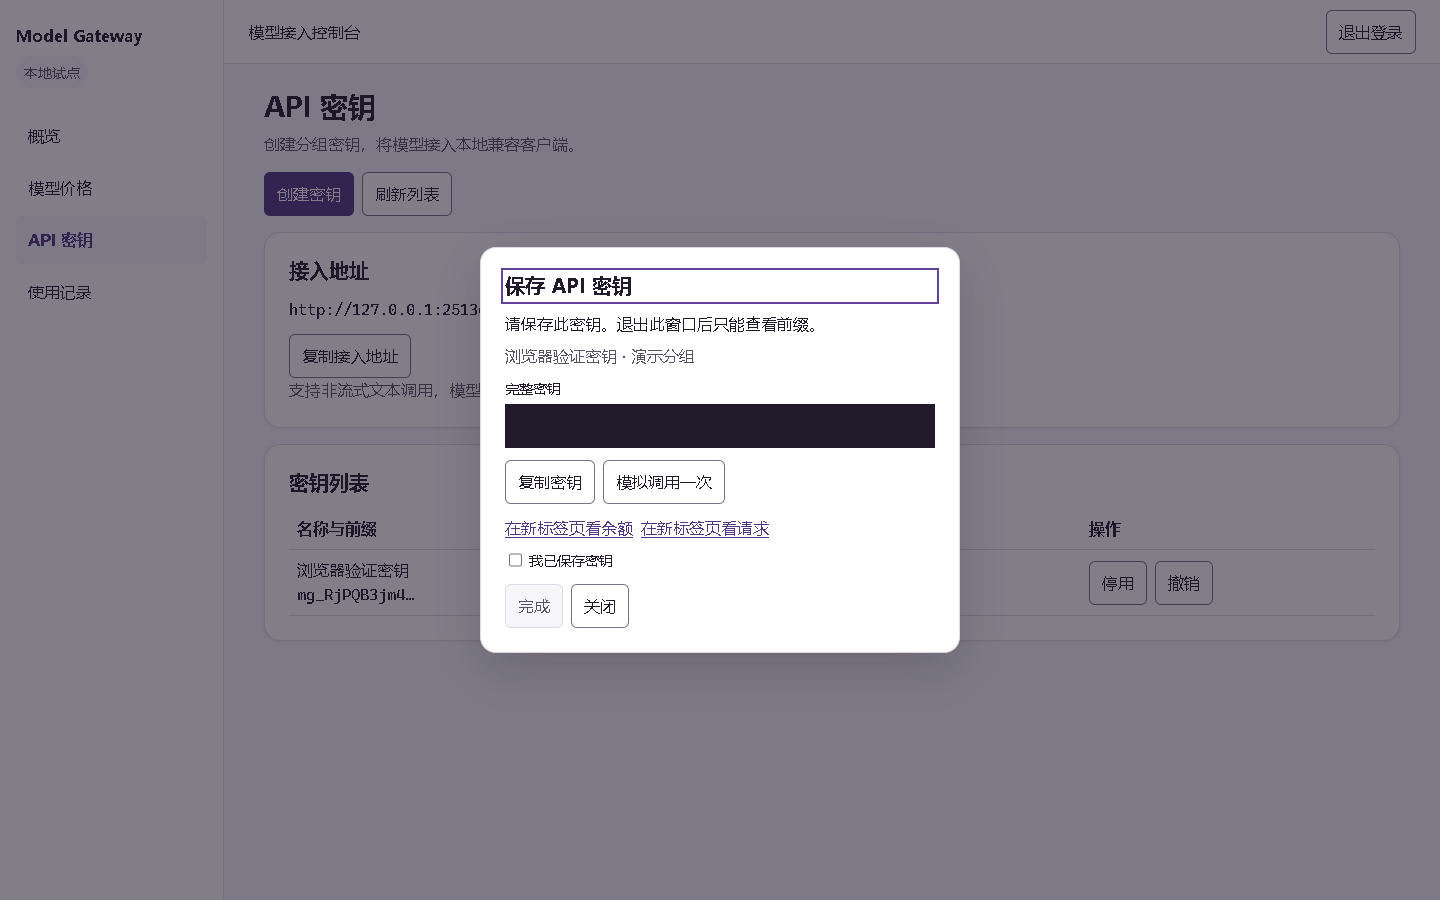 Model Gateway
本地试点
概览
模型价格
API 密钥
使用记录
模型接入控制台
退出登录
API 密钥
创建分组密钥，将模型接入本地兼容客户端。
创建密钥
刷新列表
接入地址
http://127.0.0.1:2513
复制接入地址
支持非流式文本调用，模型
密钥列表
名称与前缀
操作
浏览器验证密钥
mg_RjPQB3jm4…
停用
撤销
保存 API 密钥
请保存此密钥。退出此窗口后只能查看前缀。
浏览器验证密钥 · 演示分组
完整密钥
复制密钥
模拟调用一次
在新标签页看余额 在新标签页看请求
我已保存密钥
完成
关闭